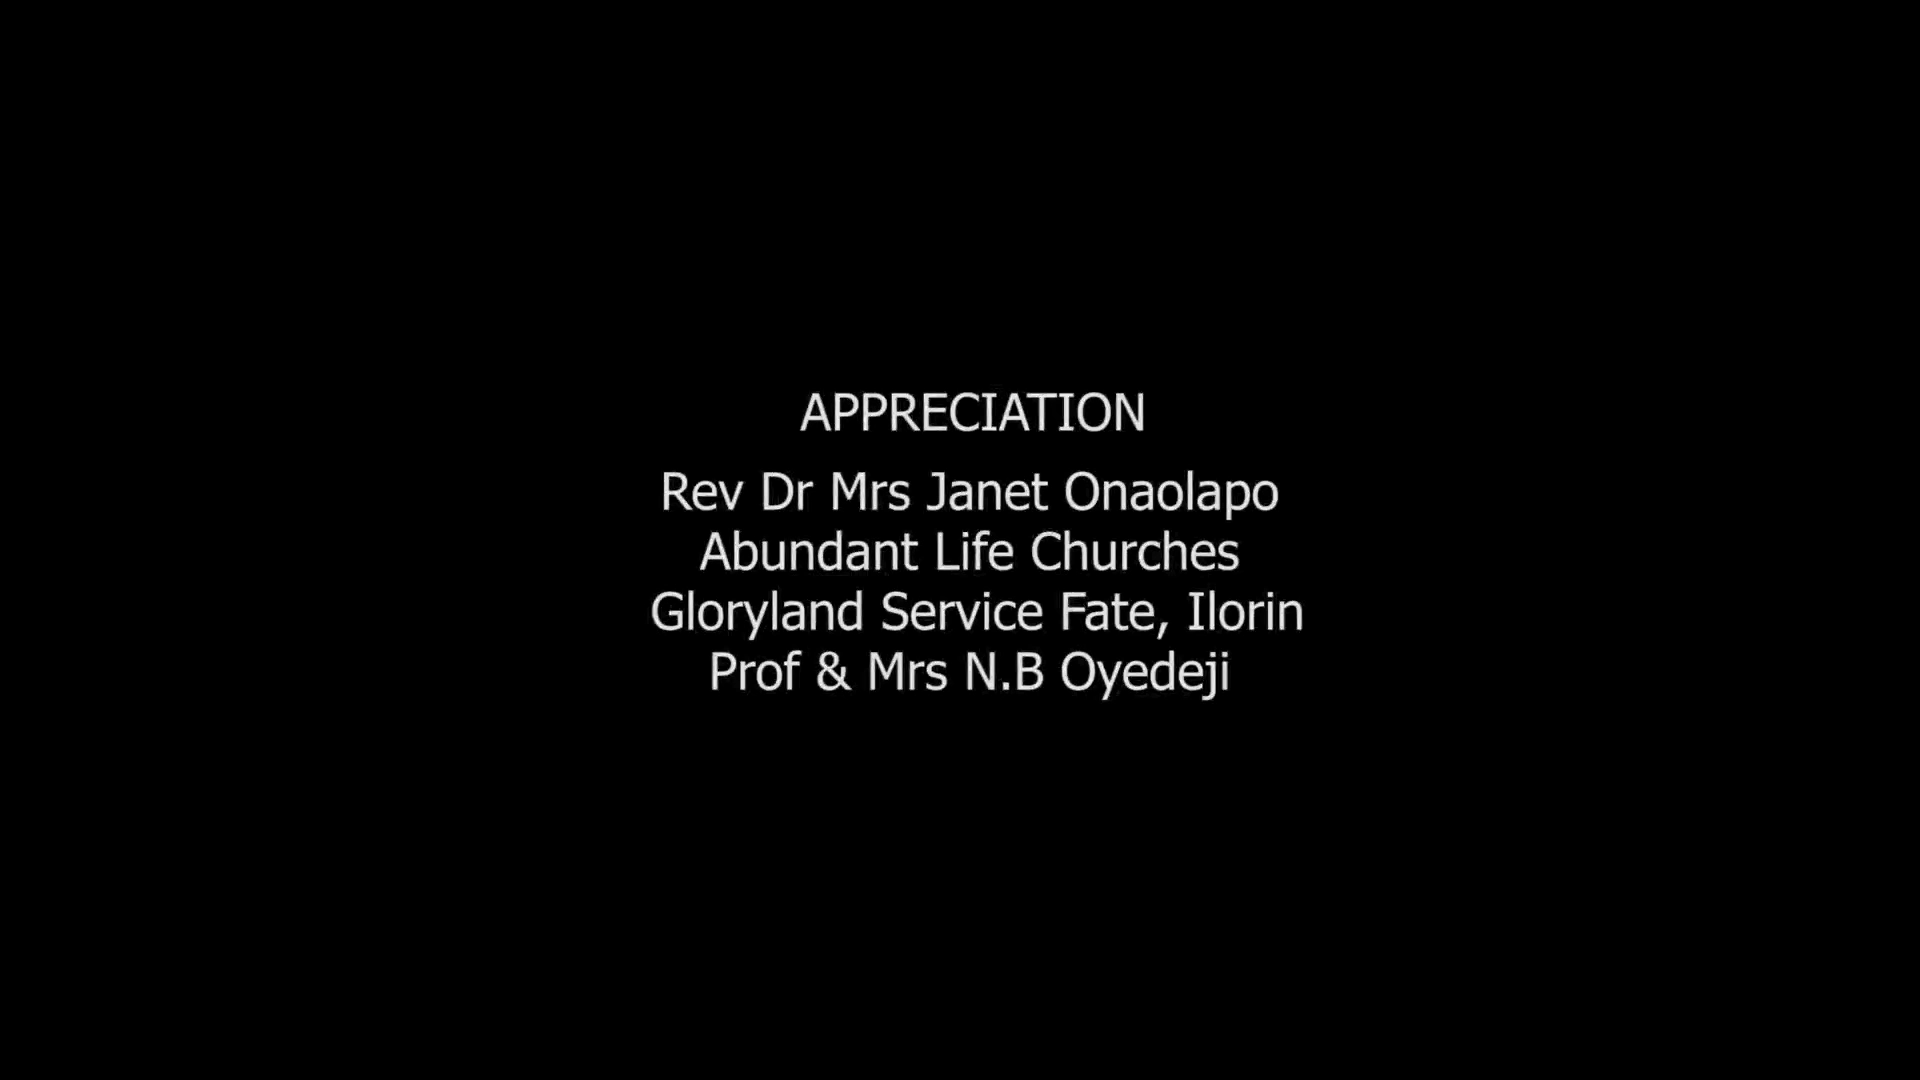 APPRECIATION
Rev Dr Mrs Janet Onaolapo
Abundant Life Churches
Gloryland Service Fate, Ilorin
Prof & Mrs N.B Oyedeji